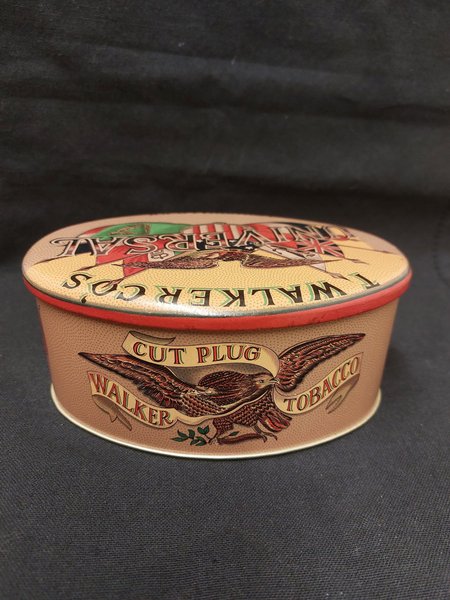 T. WALKER CO'S
UNIVERSAL
CUT PLUG
WALKER TOBACCO